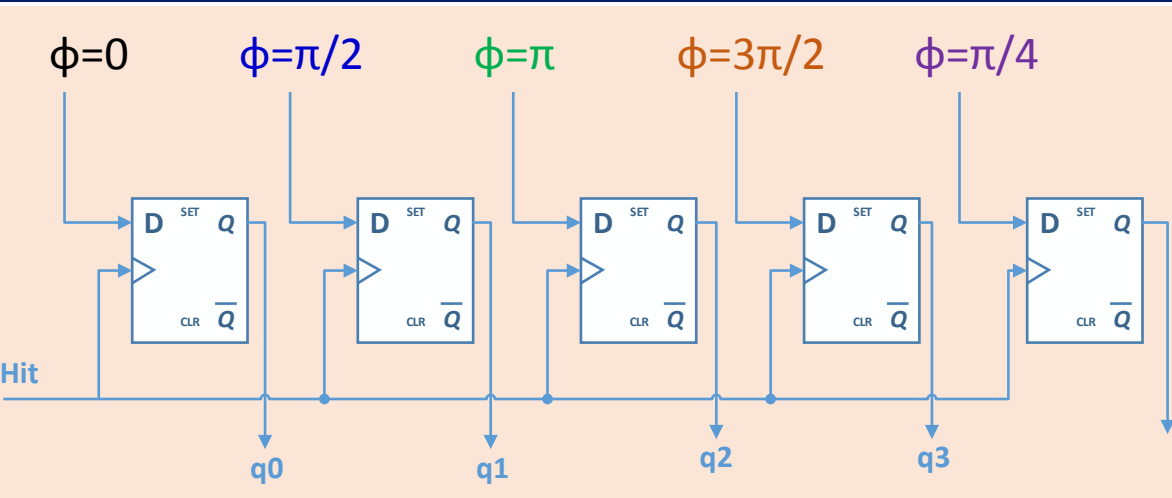 ϕ=0 ϕ=π/2 ϕ=π ϕ=3π/2 ϕ=π/4
SET SET SET SET SET
D Q D Q D Q D Q D Q
CLR Q̅ CLR Q̅ CLR Q̅ CLR Q̅ CLR Q̅
Hit
q0 q1 q2 q3